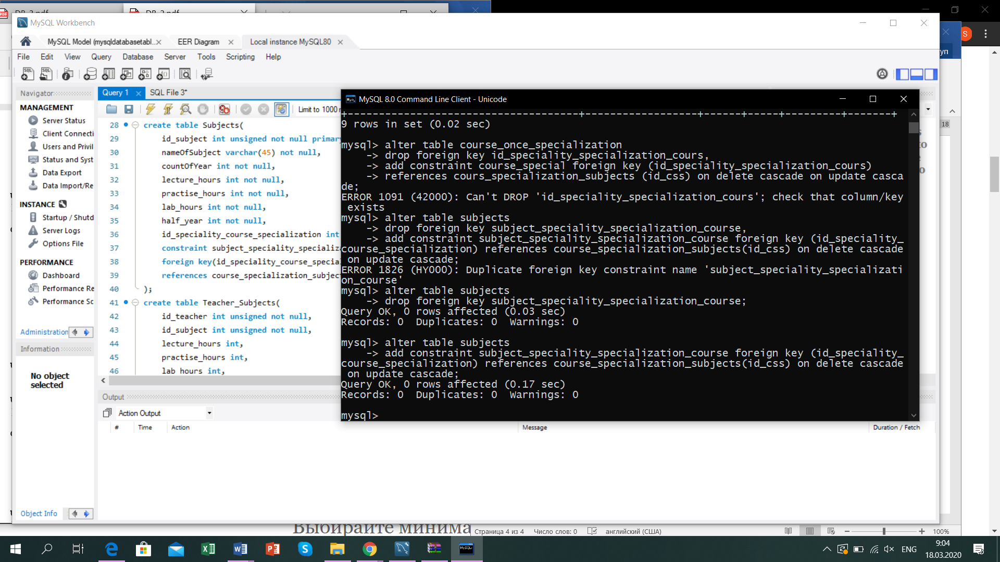 DB_2.pdf
DB_2.pdf
MySQL Workbench
MySQL Model (mysqldatabasetabl...
EER Diagram
Local instance MySQL80
File Edit View Query Database Server Tools Scripting Help
S
уп
Navigator
MANAGEMENT
Server Status
Client Connecti
Users and Privil
Status and Syst
Data Export
Data Import/Re
INSTANCE
Startup / Shutd
Server Logs
Options File
PERFORMANCE
Dashboard
Performance Re
Performance Sc
Administration
Information
No object
selected
Object Info
Query 1
SQL File 3*
Limit to 1000 r
28 create table Subjects(
29 id_subject int unsigned not null primary
30 nameOfSubject varchar(45) not null,
31 countOfYear int not null,
32 lecture_hours int not null,
33 practise_hours int not null,
34 lab_hours int not null,
35 half_year int not null,
36 id_speciality_course_specialization int
37 constraint subject_speciality_specializ
38 foreign key(id_speciality_course_specia
39 references course_specialization_subjec
40 );
41 create table Teacher_Subjects(
42 id_teacher int unsigned not null,
43 id_subject int unsigned not null,
44 lecture_hours int,
45 practise_hours int,
46 lab hours int,
Output
Action Output
# Time Action Message Duration / Fetch
MySQL 8.0 Command Line Client - Unicode
+-------------------------------------+------------------+------+-----+---------+-------+
9 rows in set (0.02 sec)
mysql> alter table course_once_specialization
-> drop foreign key id_speciality_specialization_cours,
-> add constraint course_special foreign key (id_speciality_specialization_cours)
-> references cours_specialization_subjects (id_css) on delete cascade on update casca
de;
ERROR 1091 (42000): Can't DROP 'id_speciality_specialization_cours'; check that column/key
exists
mysql> alter table subjects
-> drop foreign key subject_speciality_specialization_course,
-> add constraint subject_speciality_specialization_course foreign key (id_speciality_
course_specialization) references course_specialization_subjects(id_css) on delete cascade
on update cascade;
ERROR 1826 (HY000): Duplicate foreign key constraint name 'subject_speciality_specializati
on_course'
mysql> alter table subjects
-> drop foreign key subject_speciality_specialization_course;
Query OK, 0 rows affected (0.03 sec)
Records: 0 Duplicates: 0 Warnings: 0
mysql> alter table subjects
-> add constraint subject_speciality_specialization_course foreign key (id_speciality_
course_specialization) references course_specialization_subjects(id_css) on delete cascade
on update cascade;
Query OK, 0 rows affected (0.17 sec)
Records: 0 Duplicates: 0 Warnings: 0
mysql>
18
Выбирайте минима
Страница 4 из 4 Число слов: 0 английский (США) 100%
ENG
9:04
18.03.2020